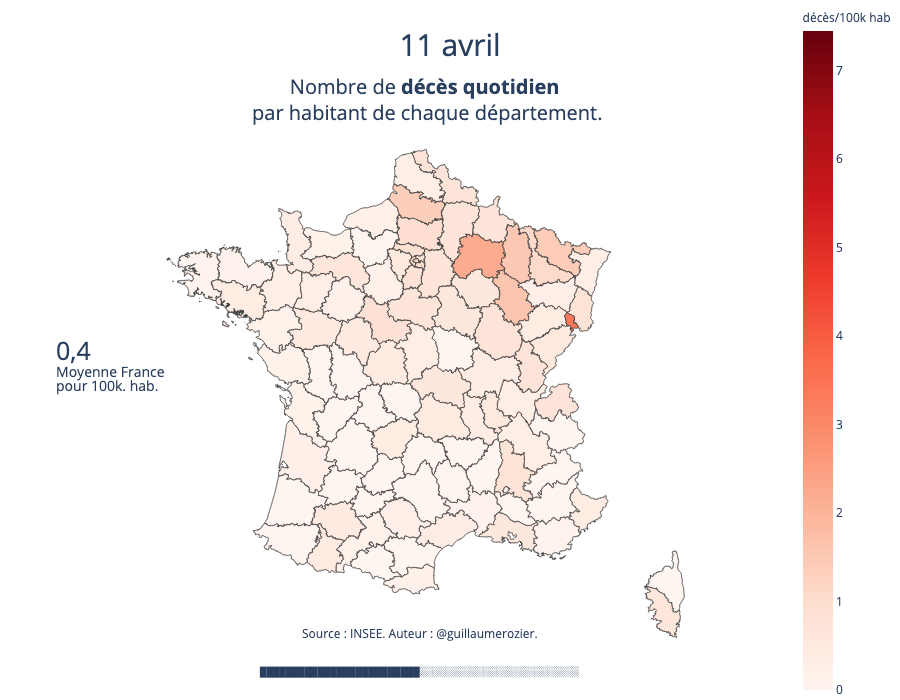 décès/100k hab
11 avril
Nombre de décès quotidien
par habitant de chaque département.
7
6
5
4
3
2
1
0
0,4
Moyenne France
pour 100k. hab.
Source : INSEE. Auteur : @guillaumerozier.